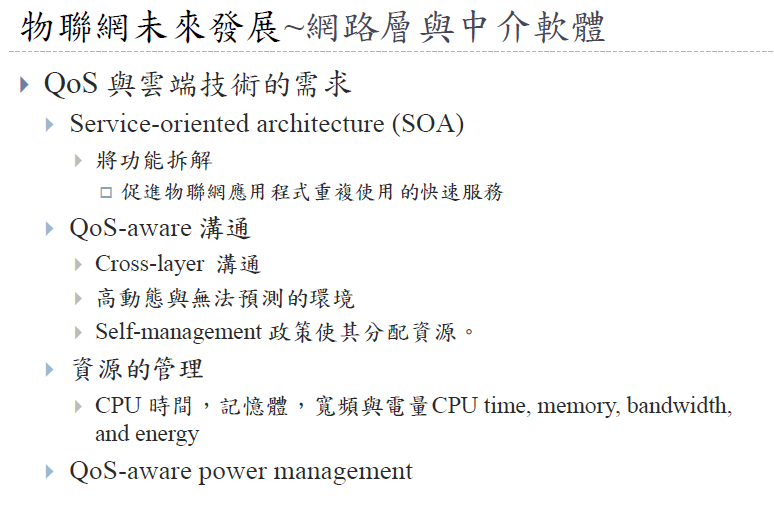 物聯網未來發展~網路層與中介軟體
QoS 與雲端技術的需求
Service-oriented architecture (SOA)
將功能拆解
促進物聯網應用程式重複使用的快速服務
QoS-aware 溝通
Cross-layer 溝通
高動態與無法預測的環境
Self-management 政策使其分配資源。
資源的管理
CPU 時間，記憶體，寬頻與電量CPU time, memory, bandwidth,
and energy
QoS-aware power management